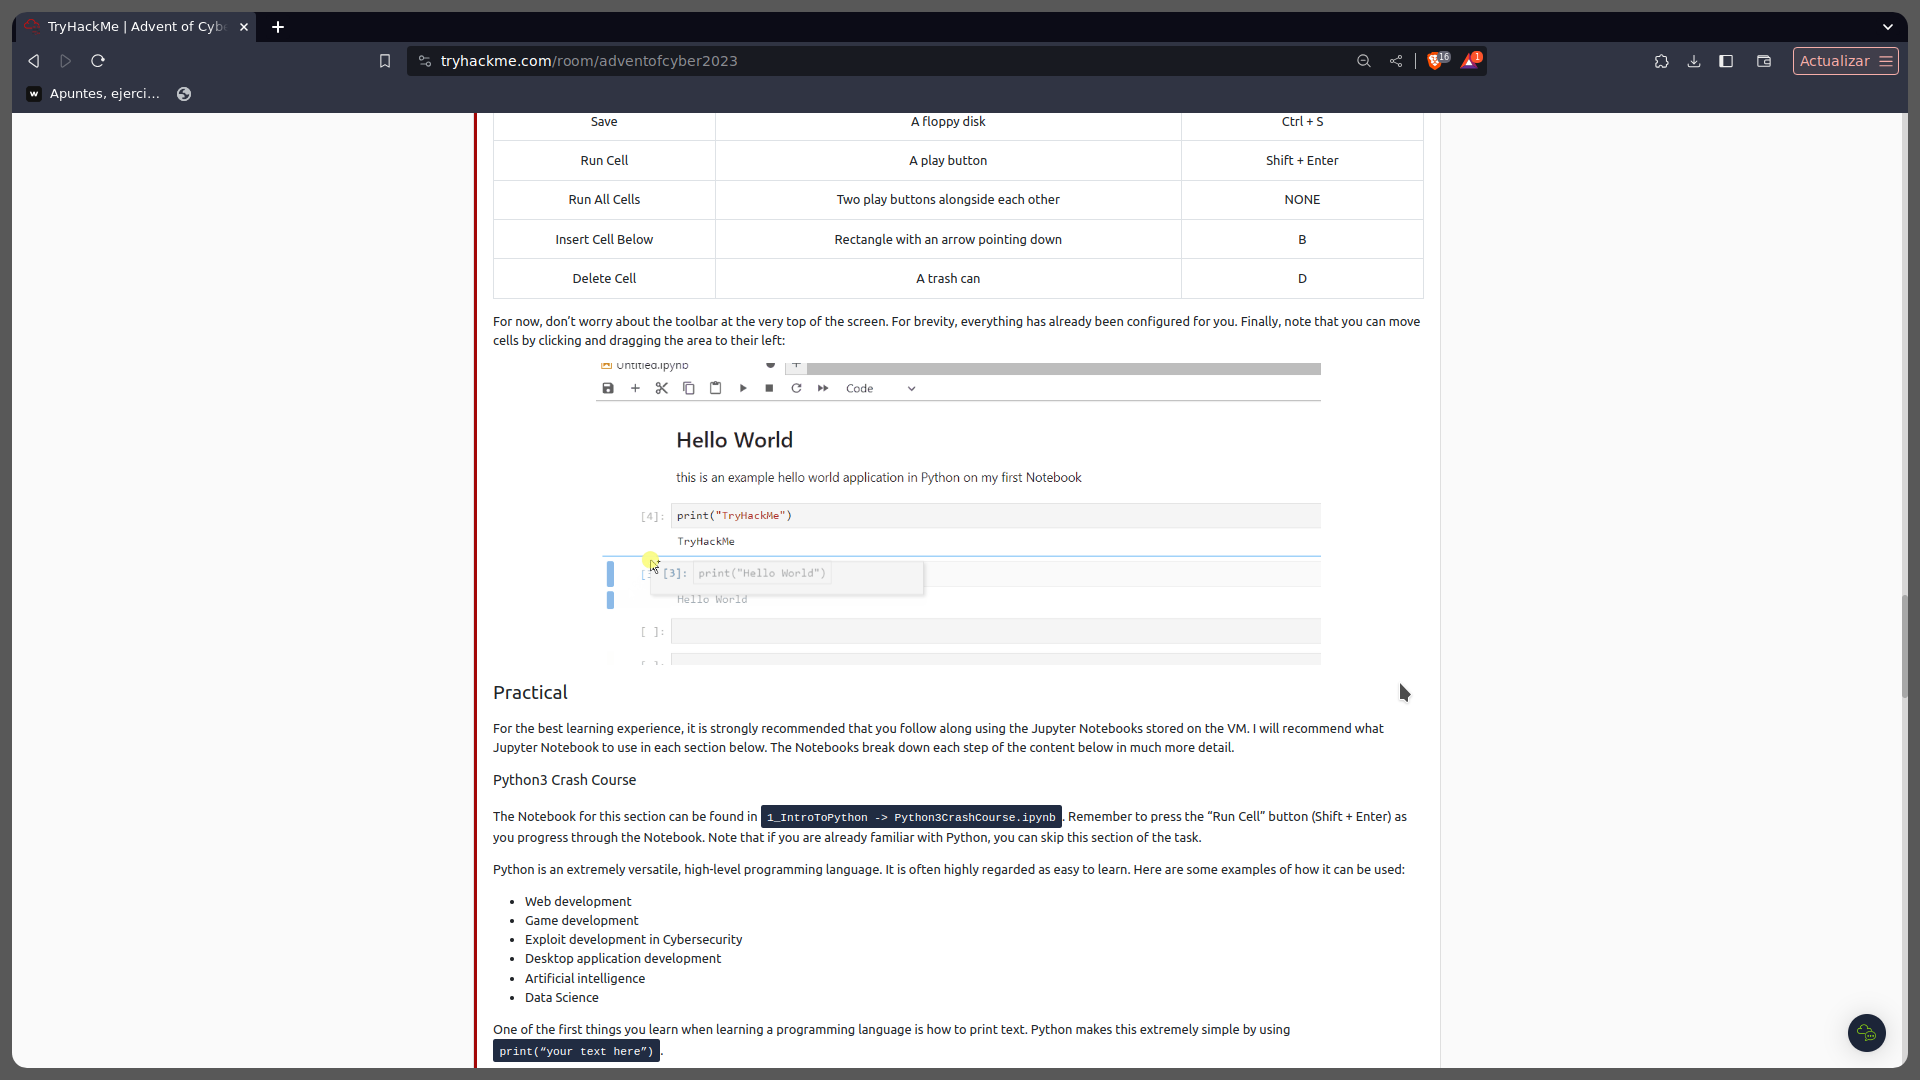 TryHackMe | Advent of Cyb
tryhackme.com/room/adventofcyber2023
16
1
Actualizar
Apuntes, ejerci...
Save A floppy disk Ctrl + S
Run Cell A play button Shift + Enter
Run All Cells Two play buttons alongside each other NONE
Insert Cell Below Rectangle with an arrow pointing down B
Delete Cell A trash can D
For now, don’t worry about the toolbar at the very top of the screen. For brevity, everything has already been configured for you. Finally, note that you can move
cells by clicking and dragging the area to their left:
Untitled.ipynb
Code
Hello World
this is an example hello world application in Python on my first Notebook
[4]: print("TryHackMe")
TryHackMe
[3]: print("Hello World")
Hello World
[ ]:
Practical
For the best learning experience, it is strongly recommended that you follow along using the Jupyter Notebooks stored on the VM. I will recommend what
Jupyter Notebook to use in each section below. The Notebooks break down each step of the content below in much more detail.
Python3 Crash Course
The Notebook for this section can be found in 1_IntroToPython -> Python3CrashCourse.ipynb . Remember to press the “Run Cell” button (Shift + Enter) as
you progress through the Notebook. Note that if you are already familiar with Python, you can skip this section of the task.
Python is an extremely versatile, high-level programming language. It is often highly regarded as easy to learn. Here are some examples of how it can be used:
• Web development
• Game development
• Exploit development in Cybersecurity
• Desktop application development
• Artificial intelligence
• Data Science
One of the first things you learn when learning a programming language is how to print text. Python makes this extremely simple by using
print(“your text here”) .